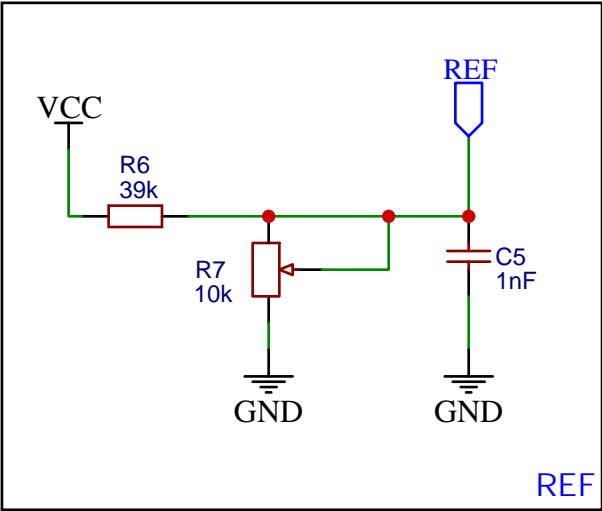 REF
VCC
R6
39k
R7
10k
C5
1nF
GND
GND
REF